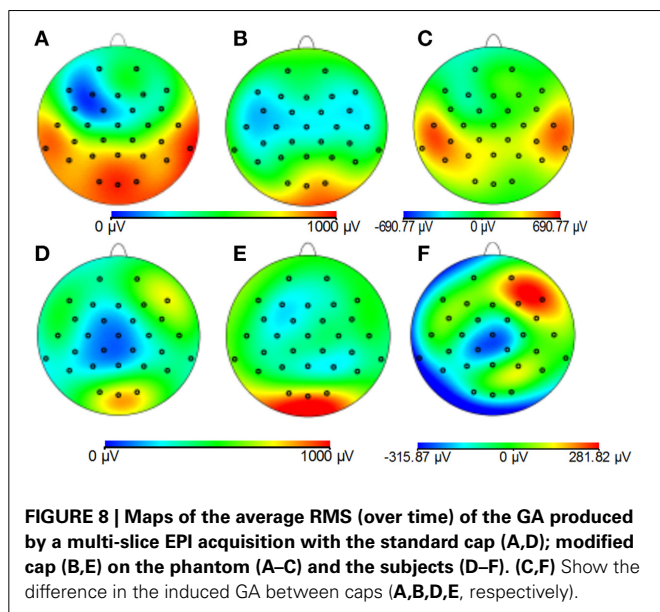 A B C
0 µV 1000 µV -690.77 µV 0 µV 690.77 µV
D E F
0 µV 1000 µV -315.87 µV 0 µV 281.82 µV
FIGURE 8 | Maps of the average RMS (over time) of the GA produced
by a multi-slice EPI acquisition with the standard cap (A,D); modified
cap (B,E) on the phantom (A–C) and the subjects (D–F). (C,F) Show the
difference in the induced GA between caps (A,B,D,E, respectively).